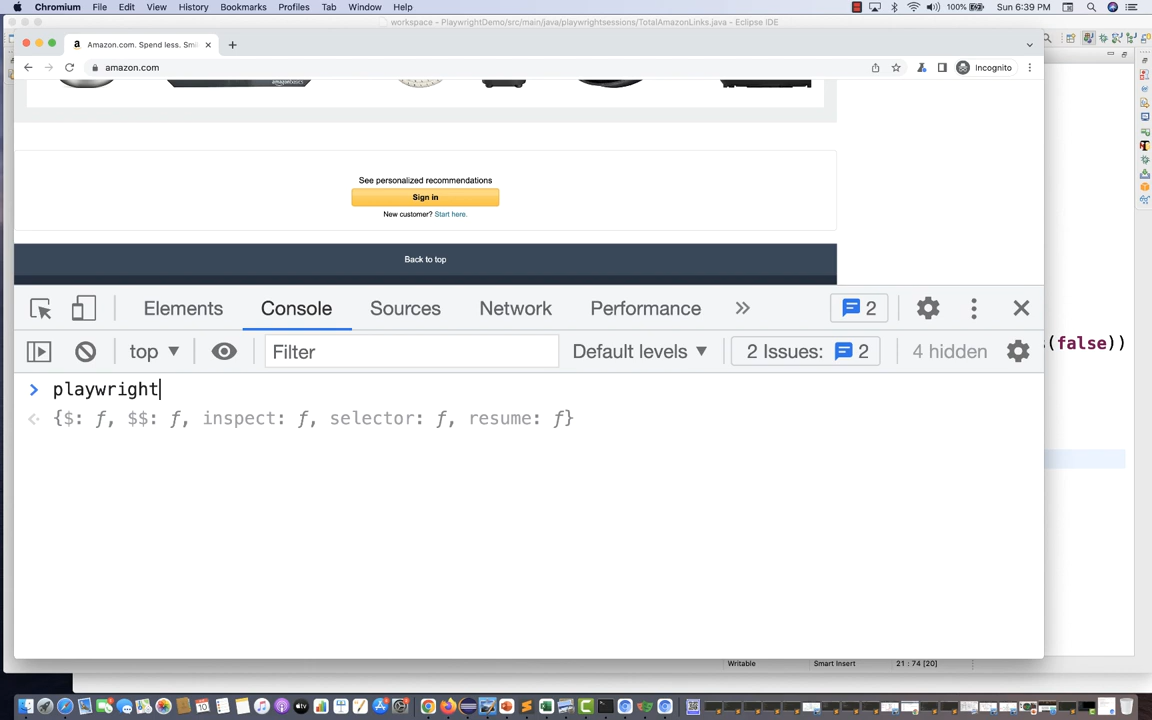 Chromium File Edit View History Bookmarks Profiles Tab Window Help 100% Sun 6:39 PM
workspace - PlaywrightDemo/src/main/java/playwrightsessions/TotalAmazonLinks.java - Eclipse IDE
Amazon.com. Spend less. Smi
amazon.com Incognito
See personalized recommendations
Sign in
New customer? Start here.
Back to top
Elements Console Sources Network Performance 2
top Filter Default levels 2 Issues: 2 4 hidden
s(false))
playwright
{$: ƒ, $$: ƒ, inspect: ƒ, selector: ƒ, resume: ƒ}
Writable Smart Insert 21 : 74 [20]